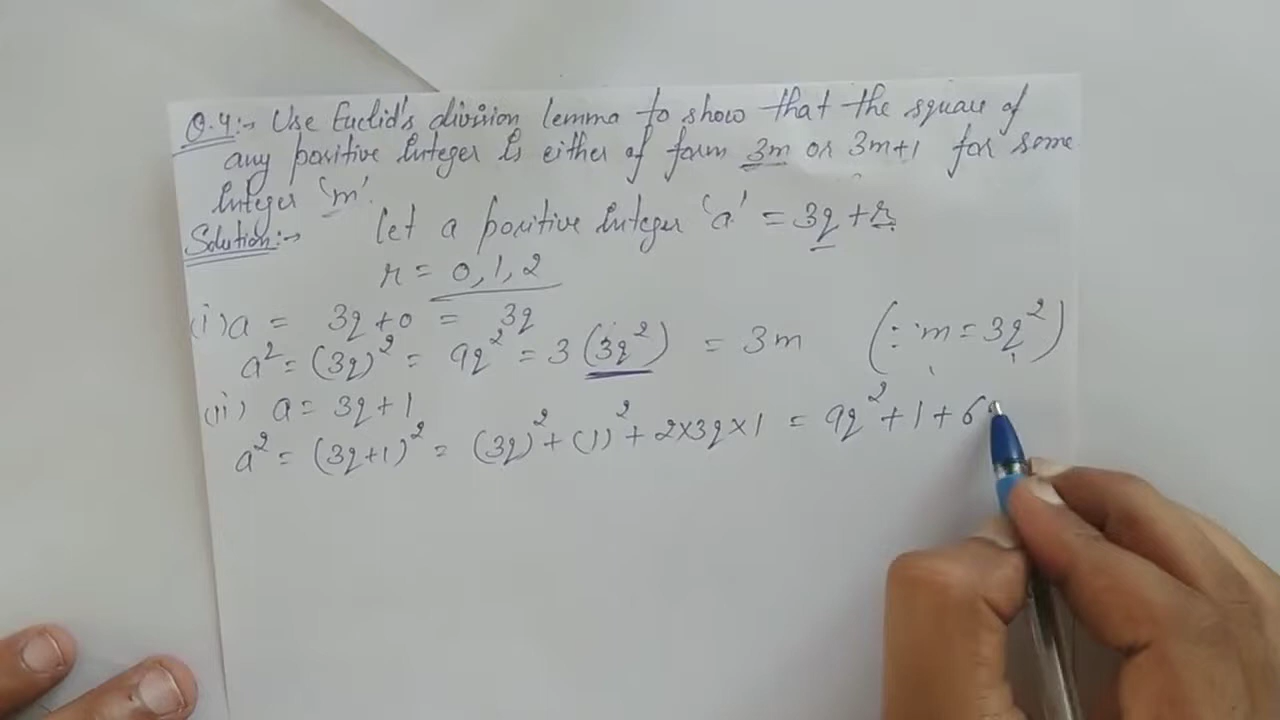 Q.4:- Use Euclid's division lemma to show that the square of
any positive integer is either of form 3m or 3m+1 for some
integer 'm'.
Solution:- Let a positive integer 'a' = 3q + r
r = 0, 1, 2
(i) a = 3q + 0 = 3q
a² = (3q)² = 9q² = 3 (3q²) = 3m (∵ m = 3q²)
(ii) a = 3q + 1
a² = (3q+1)² = (3q)² + (1)² + 2×3q×1 = 9q² + 1 + 6